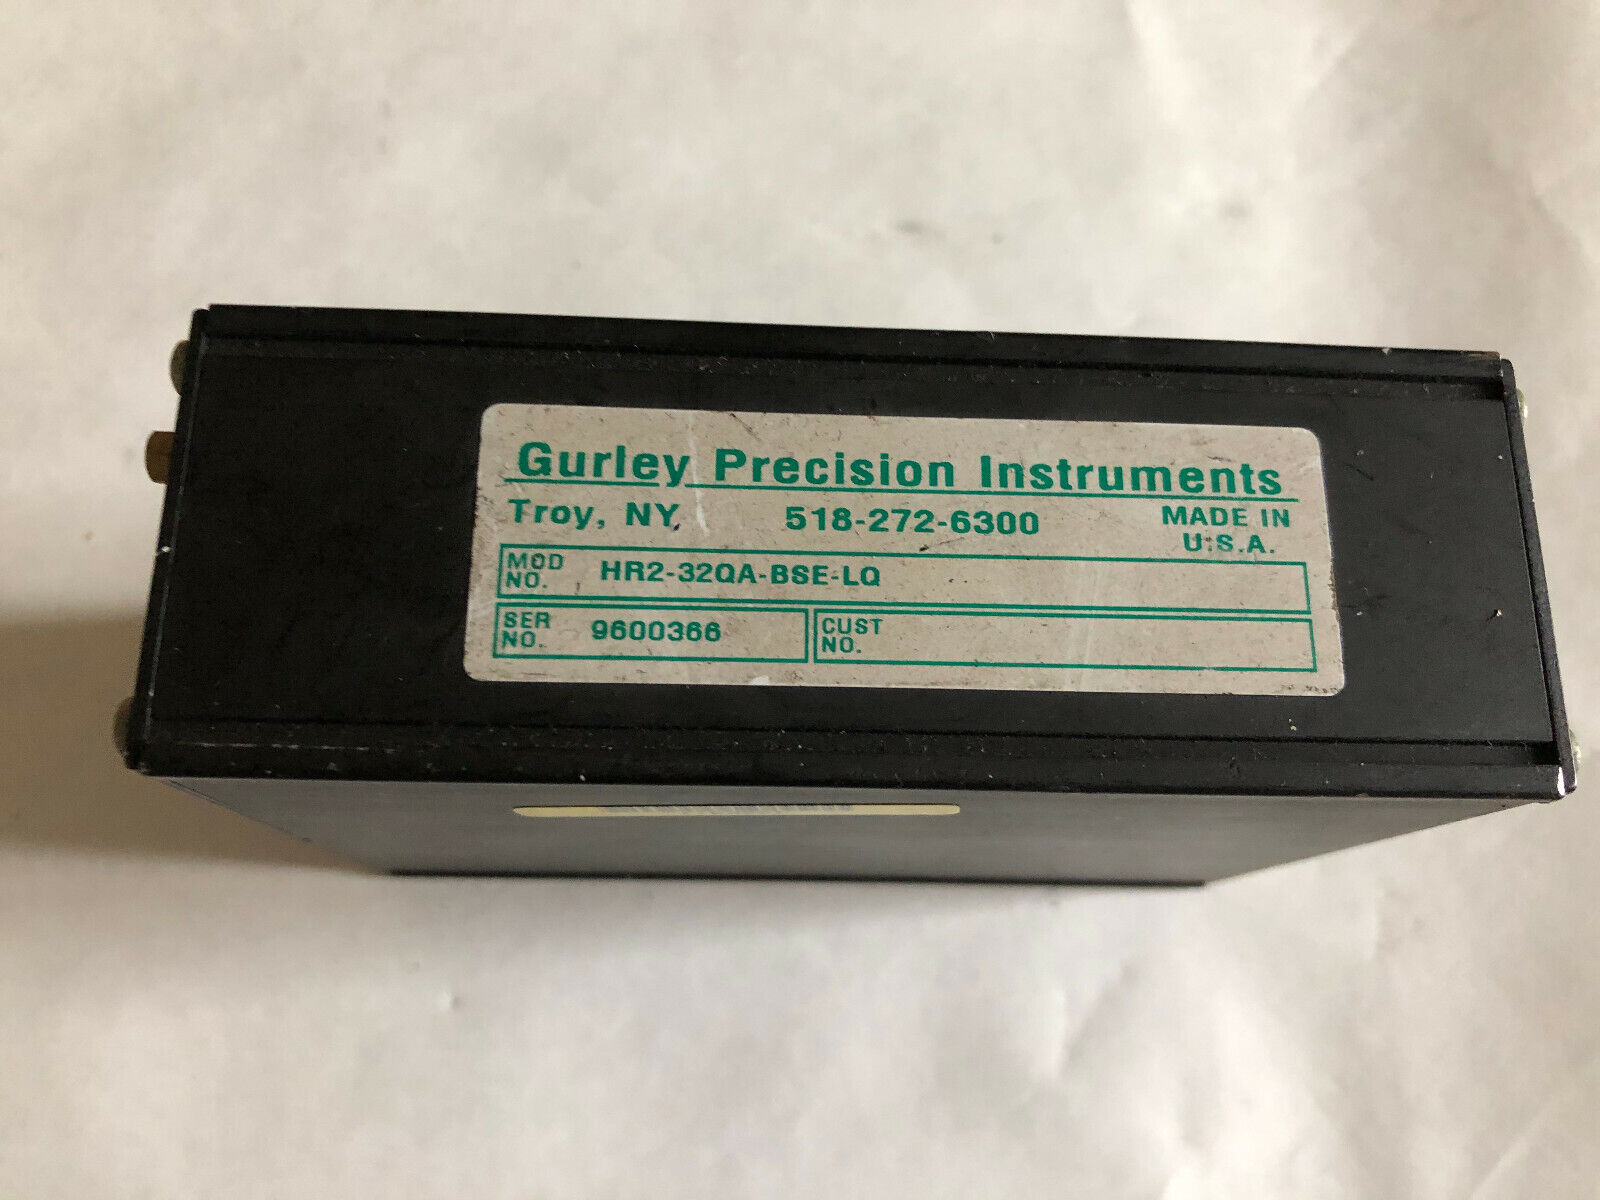 Gurley Precision Instruments
Troy, NY. 518-272-6300 MADE IN
U.S.A.
MOD
NO. HR2-32QA-BSE-LQ
SER
NO. 9600366
CUST
NO.